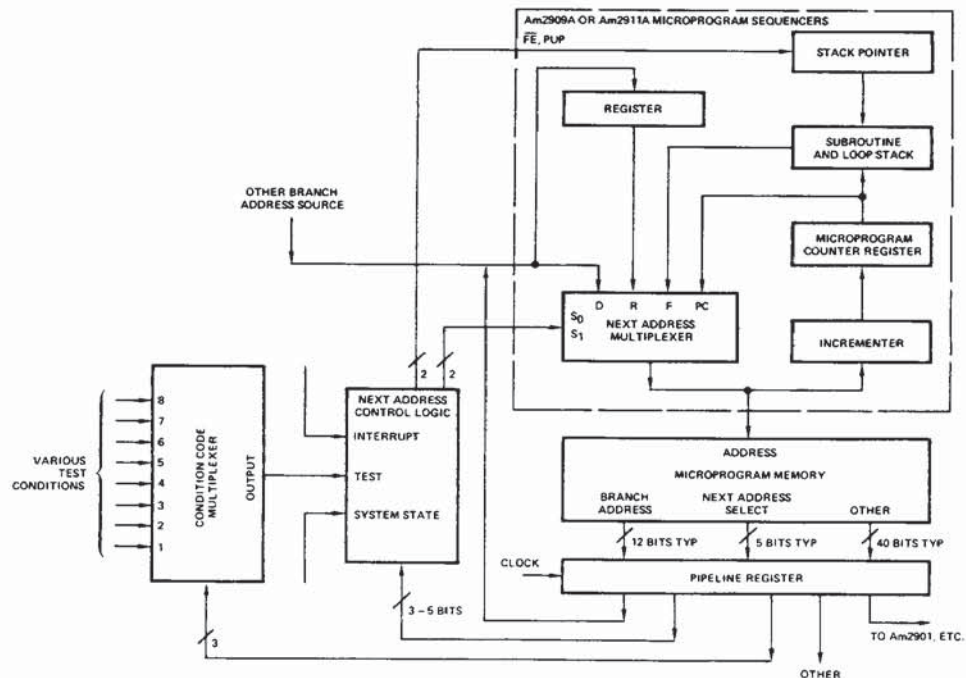 Am2909A OR Am2911A MICROPROGRAM SEQUENCERS
FE, PUP
STACK POINTER
REGISTER
SUBROUTINE
AND LOOP STACK
OTHER BRANCH
ADDRESS SOURCE
MICROPROGRAM
COUNTER REGISTER
D R F PC
S0
S1
NEXT ADDRESS
MULTIPLEXER
INCREMENTER
2
2
VARIOUS
TEST
CONDITIONS
8
7
6
5
4
3
2
1
CONDITION CODE
MULTIPLEXER
OUTPUT
NEXT ADDRESS
CONTROL LOGIC
INTERRUPT
TEST
SYSTEM STATE
ADDRESS
MICROPROGRAM MEMORY
BRANCH
ADDRESS
NEXT ADDRESS
SELECT
OTHER
12 BITS TYP
5 BITS TYP
40 BITS TYP
CLOCK
PIPELINE REGISTER
3 – 5 BITS
3
TO Am2901, ETC.
OTHER